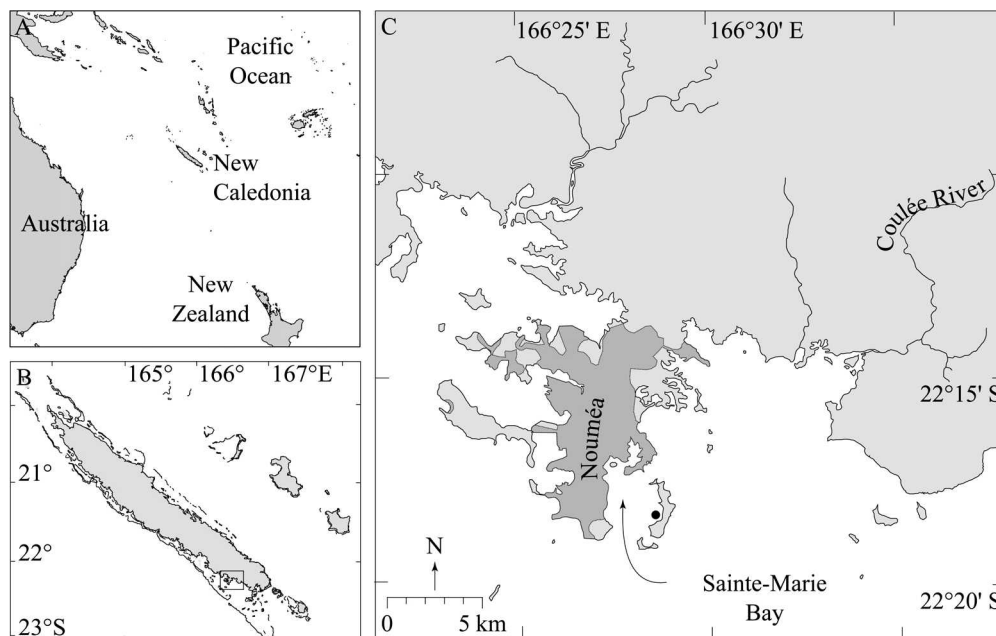 A
Pacific
Ocean
New
Caledonia
Australia
New
Zealand
B
165°
166°
167°E
21°
22°
23°S
C
166°25' E
166°30' E
Coulée River
22°15' S
Nouméa
N
0
5 km
Sainte-Marie
Bay
22°20' S